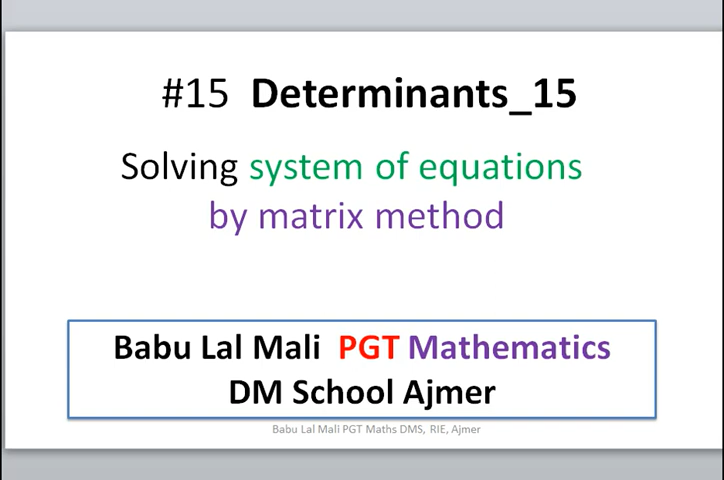 #15 Determinants_15
Solving system of equations
by matrix method
Babu Lal Mali PGT Mathematics
DM School Ajmer
Babu Lal Mali PGT Maths DMS, RIE, Ajmer